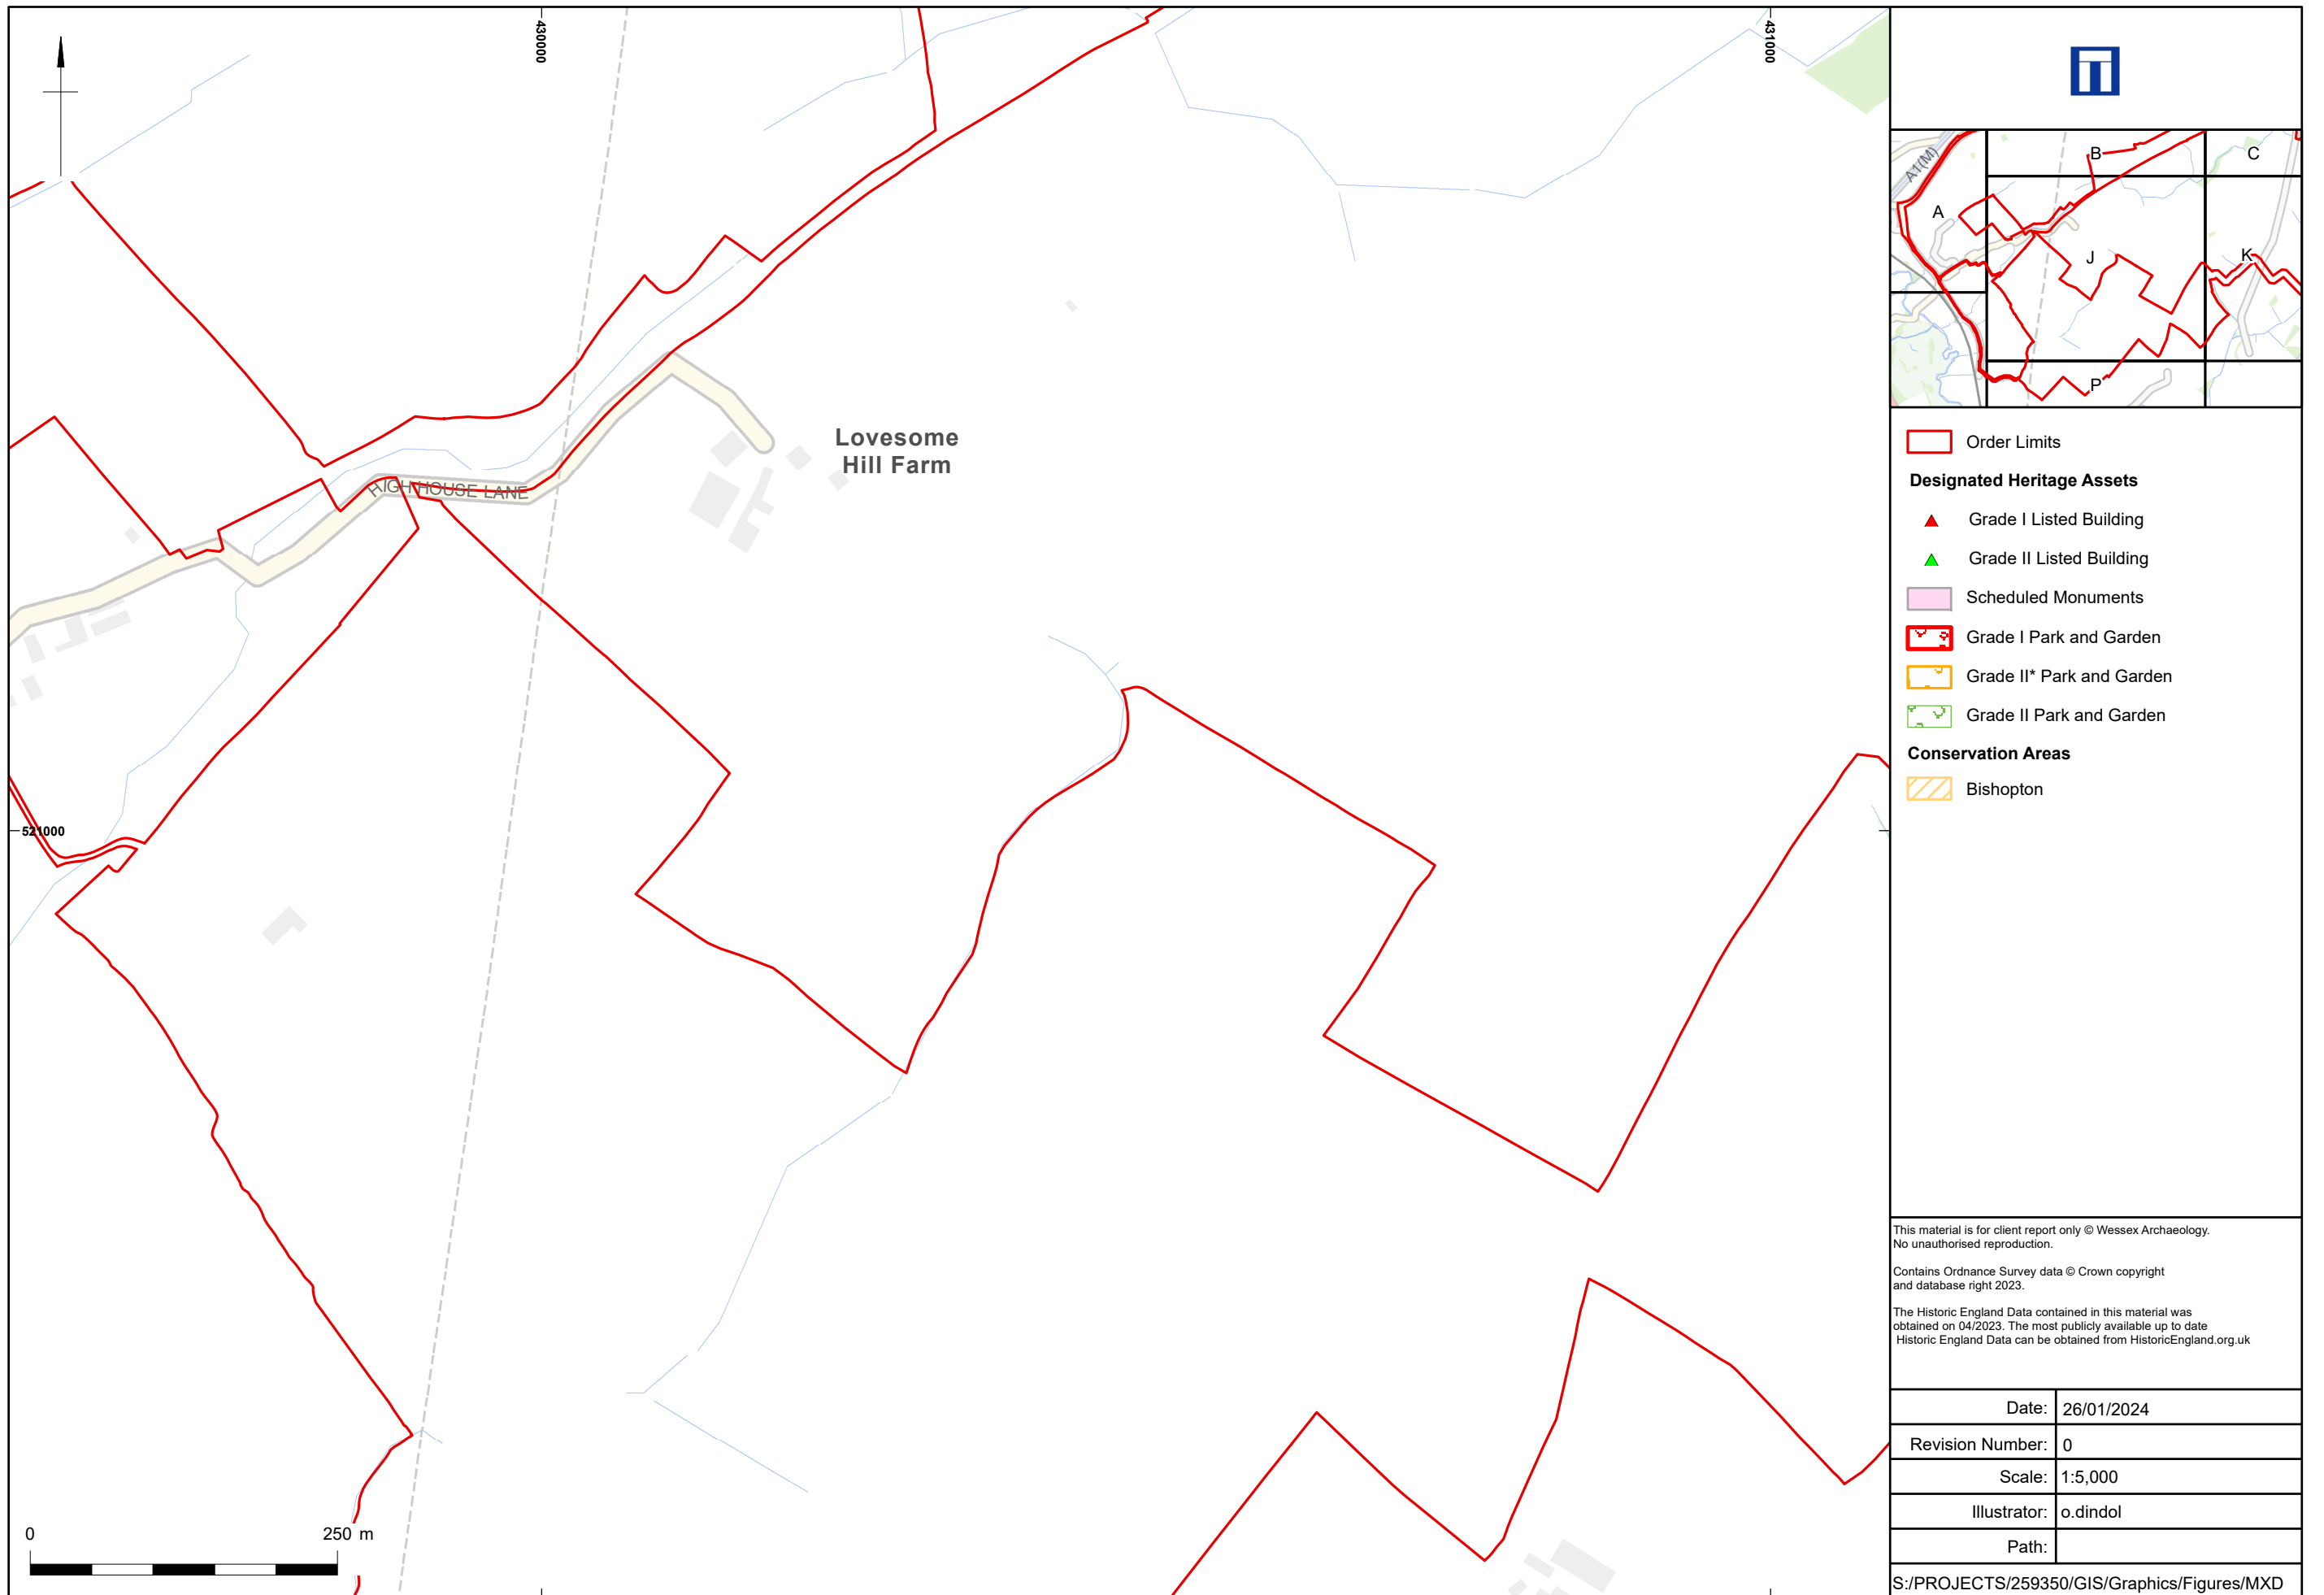 430000
431000
Lovesome
Hill Farm
HIGH HOUSE LANE
521000
0
250 m
A1(M)
A
B
C
J
K
P
Order Limits
Designated Heritage Assets
Grade I Listed Building
Grade II Listed Building
Scheduled Monuments
Grade I Park and Garden
Grade II* Park and Garden
Grade II Park and Garden
Conservation Areas
Bishopton
This material is for client report only © Wessex Archaeology.
No unauthorised reproduction.
Contains Ordnance Survey data © Crown copyright
and database right 2023.
The Historic England Data contained in this material was
obtained on 04/2023. The most publicly available up to date
Historic England Data can be obtained from HistoricEngland.org.uk
Date: 26/01/2024
Revision Number: 0
Scale: 1:5,000
Illustrator: o.dindol
Path:
S:/PROJECTS/259350/GIS/Graphics/Figures/MXD